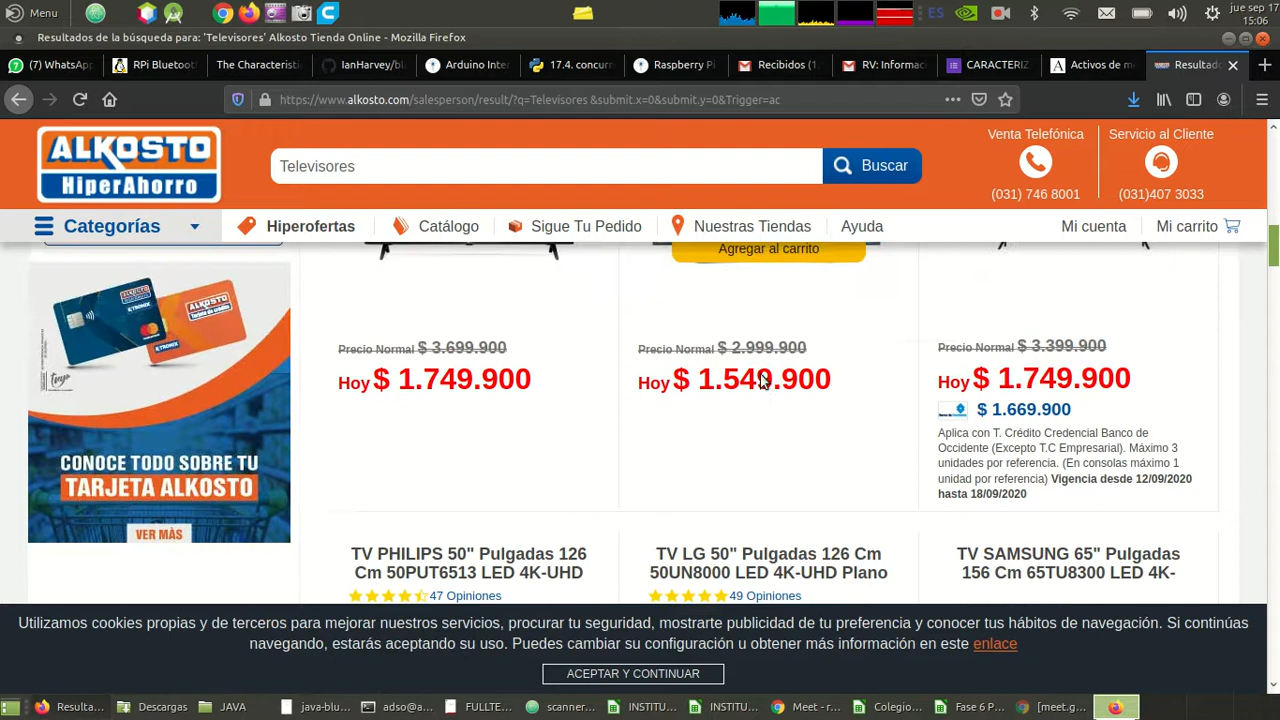 Menu
ES
jue sep 17
15:06
Resultados de la búsqueda para: 'Televisores' Alkosto Tienda Online - Mozilla Firefox
(7) WhatsAp
RPi Bluetoot
The Characteristi
IanHarvey/bl
Arduino Inter
17.4. concurre
Raspberry Pi
Recibidos (1.
RV: Informac
CARACTERIZ
Activos de m
Resultado
https://www.alkosto.com/salesperson/result/?q=Televisores &submit.x=0&submit.y=0&Trigger=ac
ALKOSTO
HiperAhorro
Televisores
Buscar
Venta Telefónica
(031) 746 8001
Servicio al Cliente
(031)407 3033
Categorías
Hiperofertas
Catálogo
Sigue Tu Pedido
Nuestras Tiendas
Ayuda
Mi cuenta
Mi carrito
Agregar al carrito
CONOCE TODO SOBRE TU
TARJETA ALKOSTO
VER MÀS
Precio Normal $ 3.699.900
Hoy $ 1.749.900
Precio Normal $ 2.999.900
Hoy $ 1.549.900
Precio Normal $ 3.399.900
Hoy $ 1.749.900
$ 1.669.900
Aplica con T. Crédito Credencial Banco de
Occidente (Excepto T.C Empresarial). Máximo 3
unidades por referencia. (En consolas máximo 1
unidad por referencia) Vigencia desde 12/09/2020
hasta 18/09/2020
TV PHILIPS 50" Pulgadas 126
Cm 50PUT6513 LED 4K-UHD
47 Opiniones
TV LG 50" Pulgadas 126 Cm
50UN8000 LED 4K-UHD Plano
49 Opiniones
TV SAMSUNG 65" Pulgadas
156 Cm 65TU8300 LED 4K-
Utilizamos cookies propias y de terceros para mejorar nuestros servicios, procurar tu seguridad, mostrarte publicidad de tu preferencia y conocer tus hábitos de navegación. Si continúas
navegando, estarás aceptando su uso. Puedes cambiar su configuración u obtener más información en este enlace
ACEPTAR Y CONTINUAR
Resulta...
Descargas
JAVA
java-blu...
adso@a...
FULLTE...
scanner...
INSTITU...
INSTITU...
Meet - r...
Colegio...
Fase 6 P...
[meet.g...